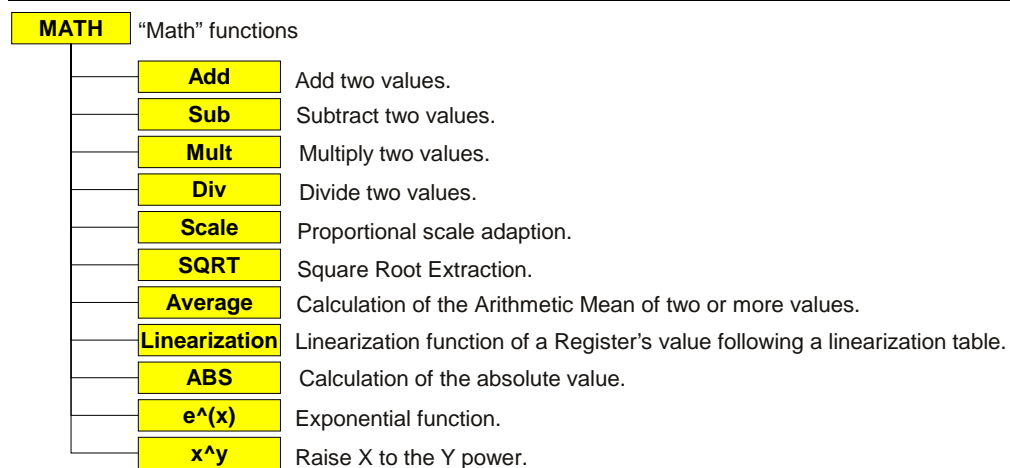 MATH “Math” functions
Add Add two values.
Sub Subtract two values.
Mult Multiply two values.
Div Divide two values.
Scale Proportional scale adaption.
SQRT Square Root Extraction.
Average Calculation of the Arithmetic Mean of two or more values.
Linearization Linearization function of a Register’s value following a linearization table.
ABS Calculation of the absolute value.
e^(x) Exponential function.
x^y Raise X to the Y power.